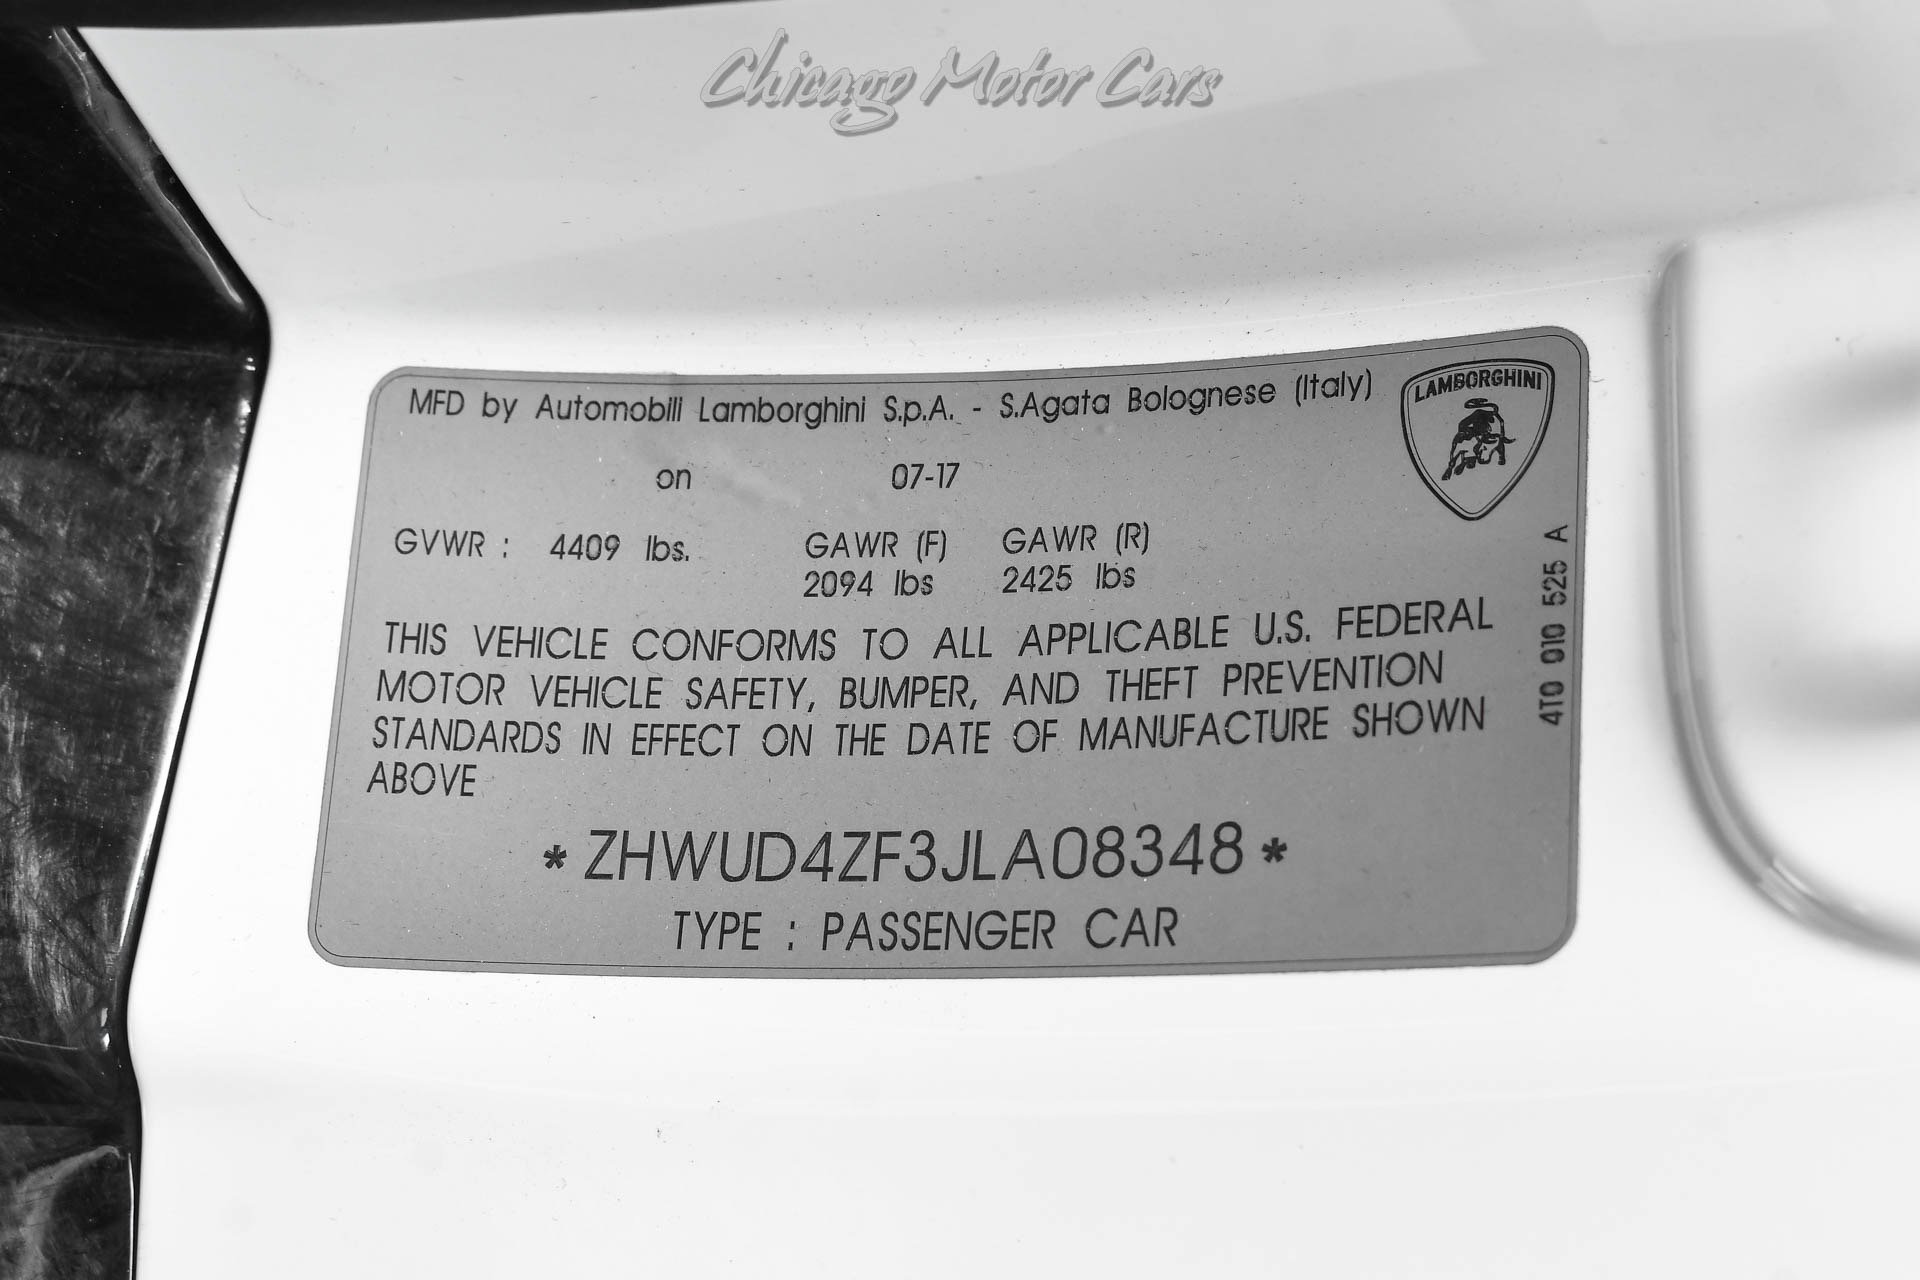 Chicago Motor Cars
MFD by Automobili Lamborghini S.p.A. - S.Agata Bolognese (Italy)
LAMBORGHINI
on 07-17
GVWR : 4409 lbs. GAWR (F) GAWR (R)
2094 lbs 2425 lbs
THIS VEHICLE CONFORMS TO ALL APPLICABLE U.S. FEDERAL
MOTOR VEHICLE SAFETY, BUMPER, AND THEFT PREVENTION
STANDARDS IN EFFECT ON THE DATE OF MANUFACTURE SHOWN
ABOVE
*ZHWUD4ZF3JLA08348*
TYPE : PASSENGER CAR
4T0 010 525 A